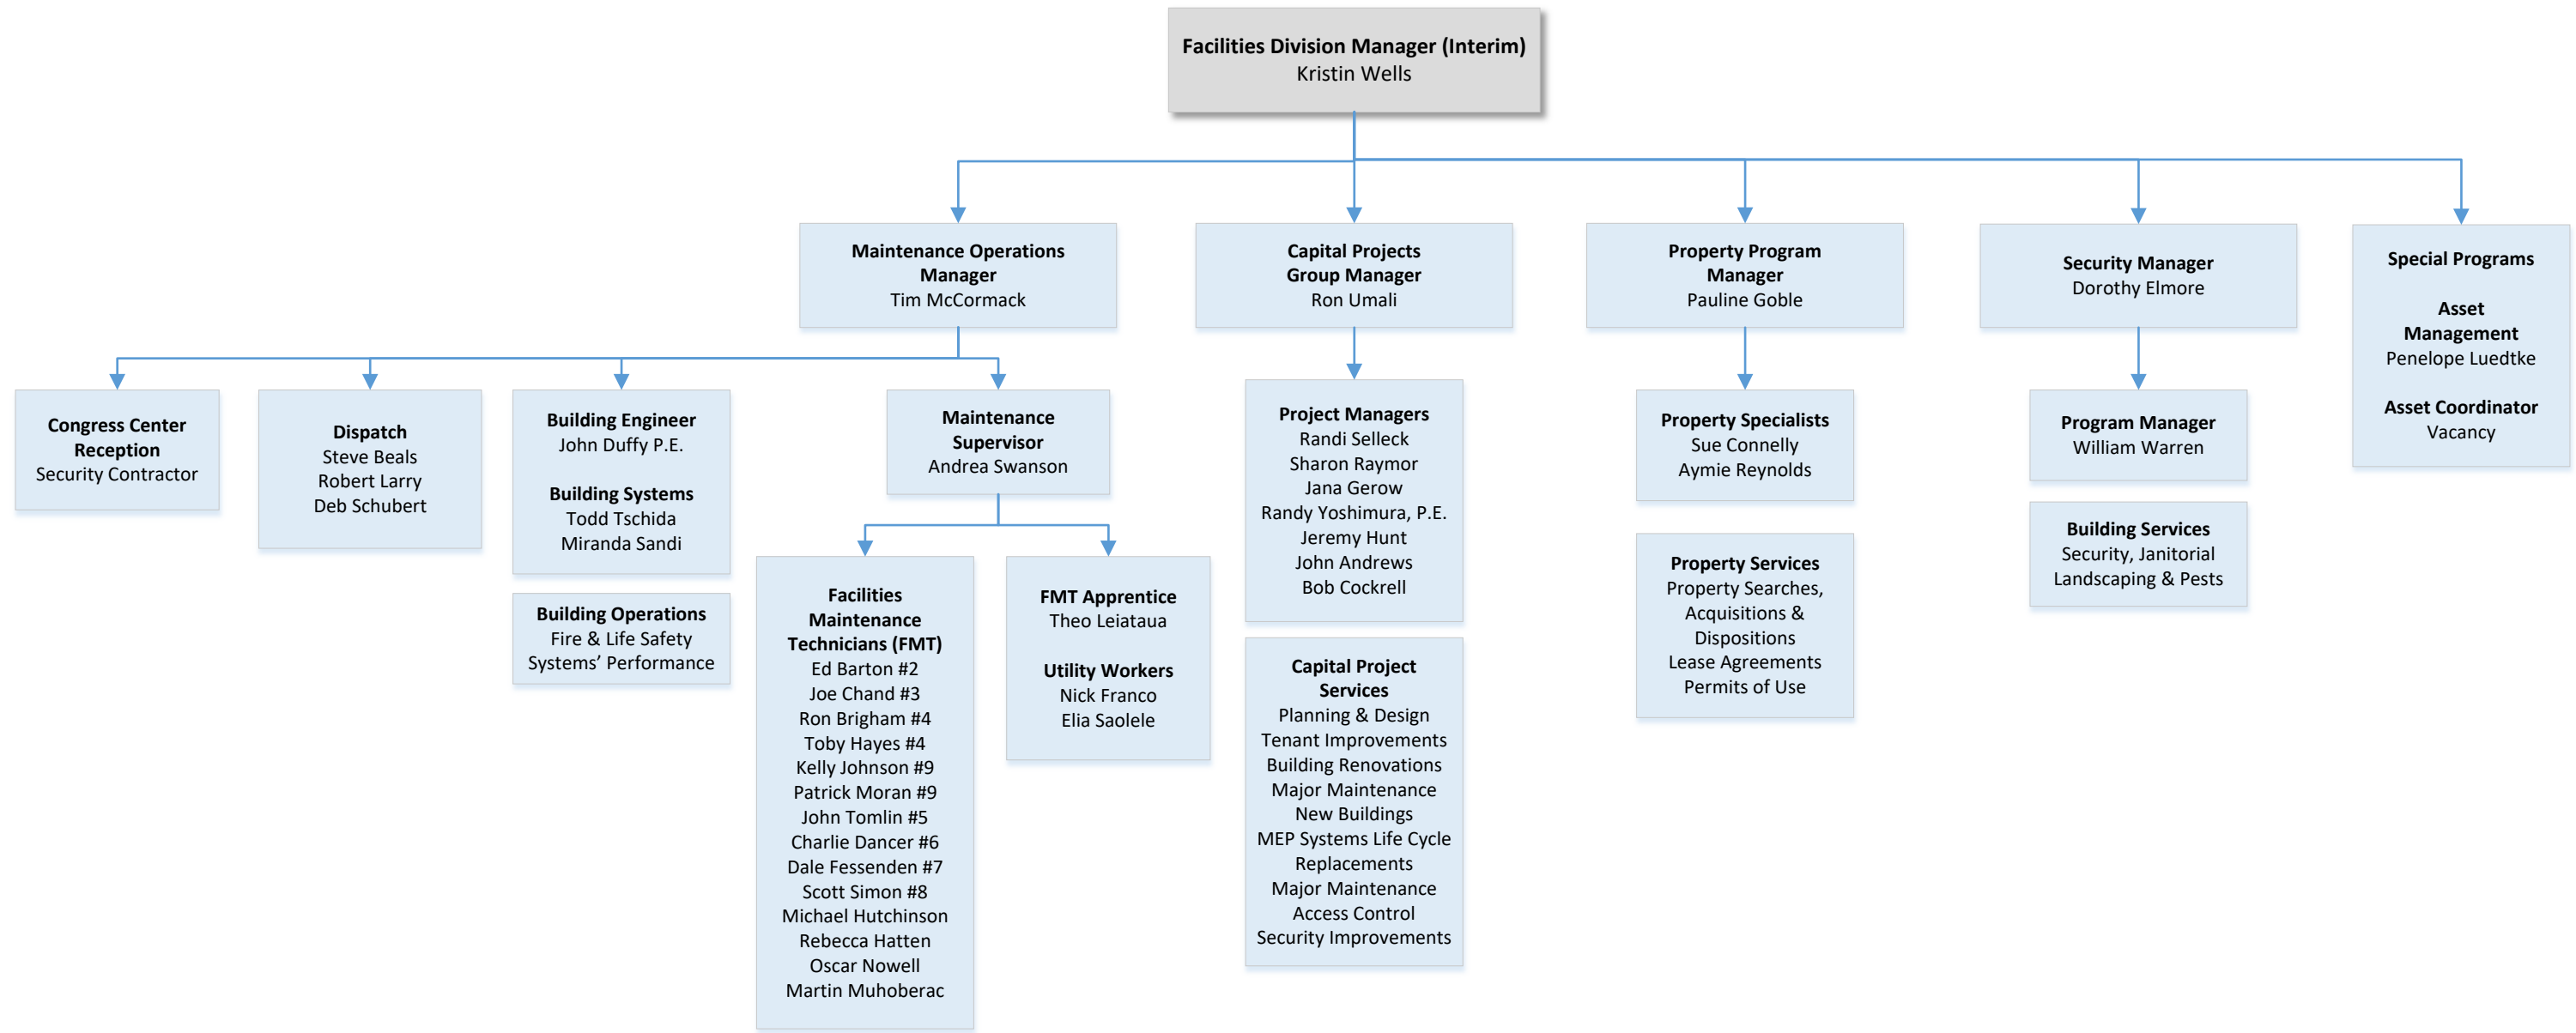 Facilities Division Manager (Interim)
Kristin Wells
Maintenance Operations
Manager
Tim McCormack
Capital Projects
Group Manager
Ron Umali
Property Program
Manager
Pauline Goble
Security Manager
Dorothy Elmore
Special Programs
Asset
Management
Penelope Luedtke
Asset Coordinator
Vacancy
Congress Center
Reception
Security Contractor
Dispatch
Steve Beals
Robert Larry
Deb Schubert
Building Engineer
John Duffy P.E.
Building Systems
Todd Tschida
Miranda Sandi
Building Operations
Fire & Life Safety
Systems’ Performance
Maintenance
Supervisor
Andrea Swanson
Facilities
Maintenance
Technicians (FMT)
Ed Barton #2
Joe Chand #3
Ron Brigham #4
Toby Hayes #4
Kelly Johnson #9
Patrick Moran #9
John Tomlin #5
Charlie Dancer #6
Dale Fessenden #7
Scott Simon #8
Michael Hutchinson
Rebecca Hatten
Oscar Nowell
Martin Muhoberac
FMT Apprentice
Theo Leiataua
Utility Workers
Nick Franco
Elia Saolele
Project Managers
Randi Selleck
Sharon Raymor
Jana Gerow
Randy Yoshimura, P.E.
Jeremy Hunt
John Andrews
Bob Cockrell
Capital Project
Services
Planning & Design
Tenant Improvements
Building Renovations
Major Maintenance
New Buildings
MEP Systems Life Cycle
Replacements
Major Maintenance
Access Control
Security Improvements
Property Specialists
Sue Connelly
Aymie Reynolds
Property Services
Property Searches,
Acquisitions &
Dispositions
Lease Agreements
Permits of Use
Program Manager
William Warren
Building Services
Security, Janitorial
Landscaping & Pests